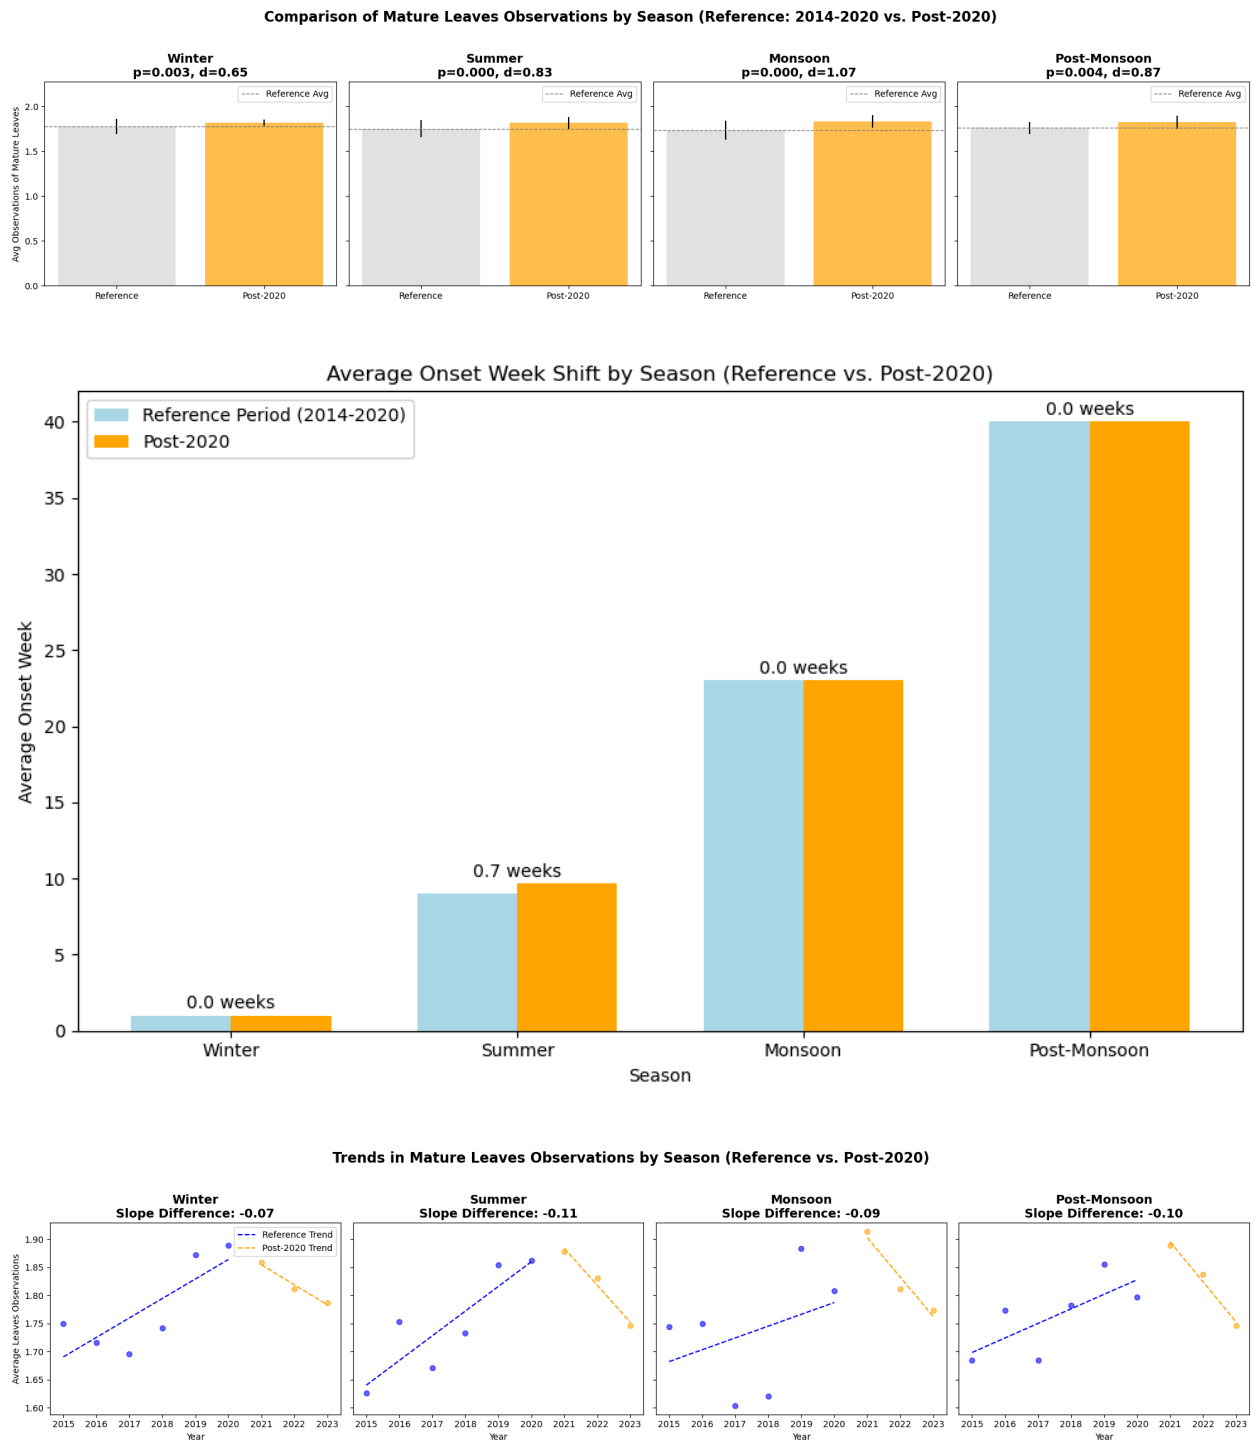 Comparison of Mature Leaves Observations by Season (Reference: 2014-2020 vs. Post-2020)
Winter
p=0.003, d=0.65
Summer
p=0.000, d=0.83
Monsoon
p=0.000, d=1.07
Post-Monsoon
p=0.004, d=0.87
Avg Observations of Mature Leaves
2.0
1.5
1.0
0.5
0.0
Reference Avg
Reference Avg
Reference Avg
Reference Avg
Reference Post-2020
Reference Post-2020
Reference Post-2020
Reference Post-2020
Average Onset Week Shift by Season (Reference vs. Post-2020)
Reference Period (2014-2020)
Post-2020
Average Onset Week
40
35
30
25
20
15
10
5
0
0.0 weeks
0.7 weeks
0.0 weeks
0.0 weeks
Winter Summer Monsoon Post-Monsoon
Season
Trends in Mature Leaves Observations by Season (Reference vs. Post-2020)
Winter
Slope Difference: -0.07
Summer
Slope Difference: -0.11
Monsoon
Slope Difference: -0.09
Post-Monsoon
Slope Difference: -0.10
Reference Trend
Post-2020 Trend
Average Leaves Observations
1.90
1.85
1.80
1.75
1.70
1.65
1.60
2015 2016 2017 2018 2019 2020 2021 2022 2023
2015 2016 2017 2018 2019 2020 2021 2022 2023
2015 2016 2017 2018 2019 2020 2021 2022 2023
2015 2016 2017 2018 2019 2020 2021 2022 2023
Year
Year
Year
Year